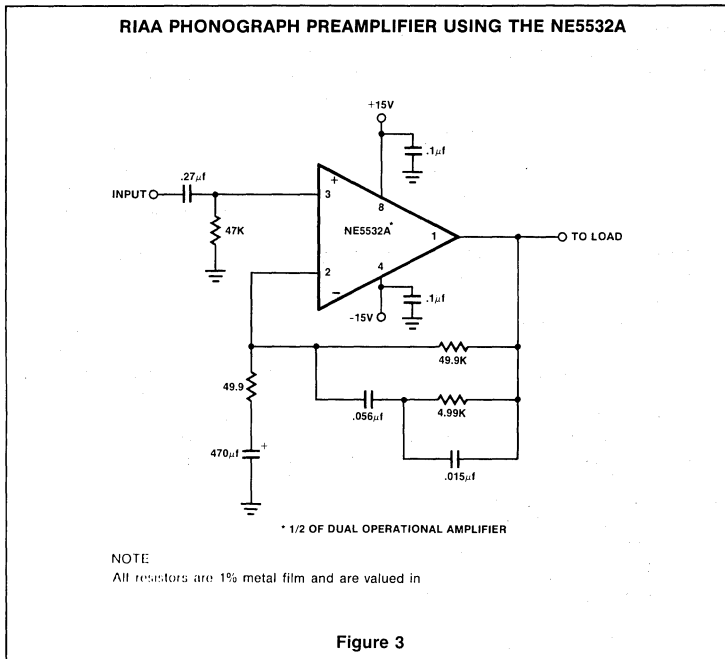 RIAA PHONOGRAPH PREAMPLIFIER USING THE NE5532A
+15V
.1µf
.27µf
INPUT
+
3
8
47K
NE5532A*
1
TO LOAD
2
−
4
.1µf
-15V
49.9K
49.9
.056µf
4.99K
470µf
+
.015µf
* 1/2 OF DUAL OPERATIONAL AMPLIFIER
NOTE
All resistors are 1% metal film and are valued in
Figure 3